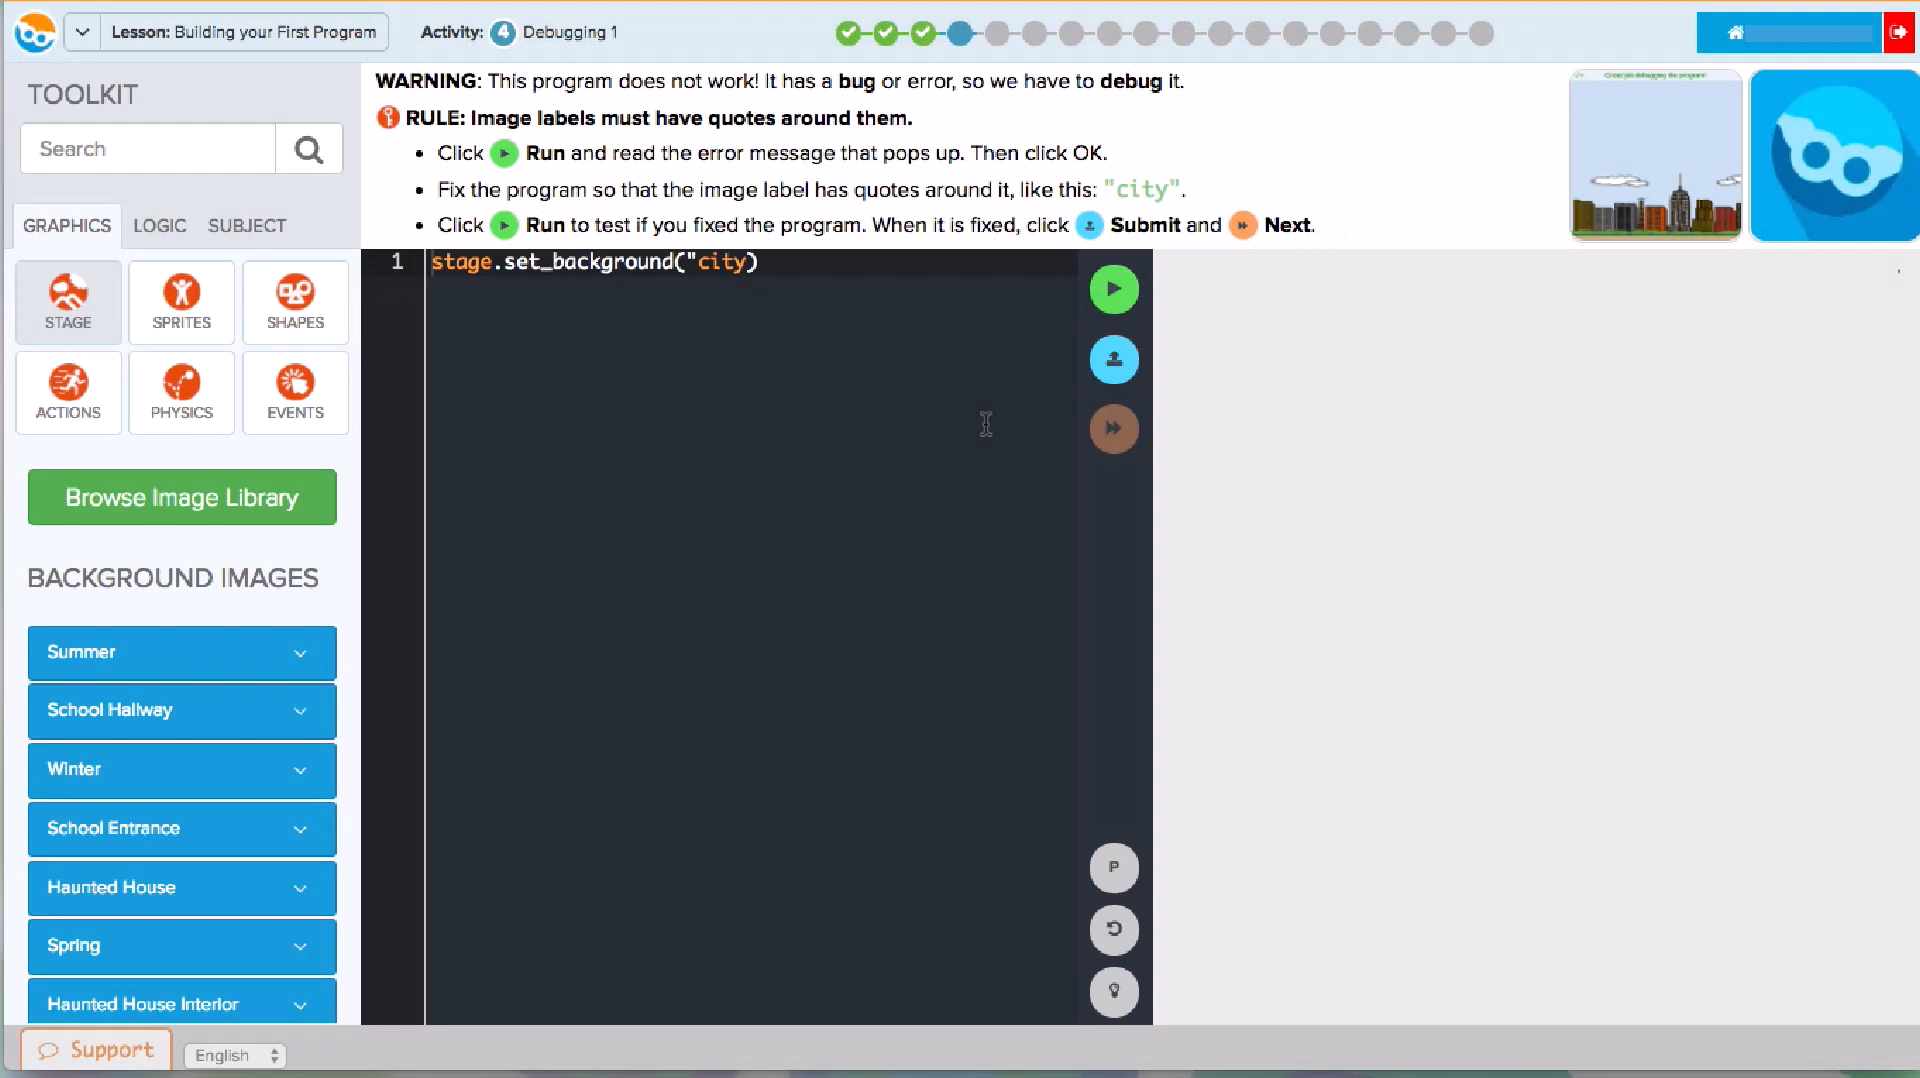 Lesson: Building your First Program
Activity: 4 Debugging 1
TOOLKIT
Search
GRAPHICS LOGIC SUBJECT
STAGE SPRITES SHAPES
ACTIONS PHYSICS EVENTS
Browse Image Library
BACKGROUND IMAGES
Summer
School Hallway
Winter
School Entrance
Haunted House
Spring
Haunted House Interior
Support
English
WARNING: This program does not work! It has a bug or error, so we have to debug it.
RULE: Image labels must have quotes around them.
• Click Run and read the error message that pops up. Then click OK.
• Fix the program so that the image label has quotes around it, like this: "city".
• Click Run to test if you fixed the program. When it is fixed, click Submit and Next.
Great job debugging the program!
1 stage.set_background("city)
P